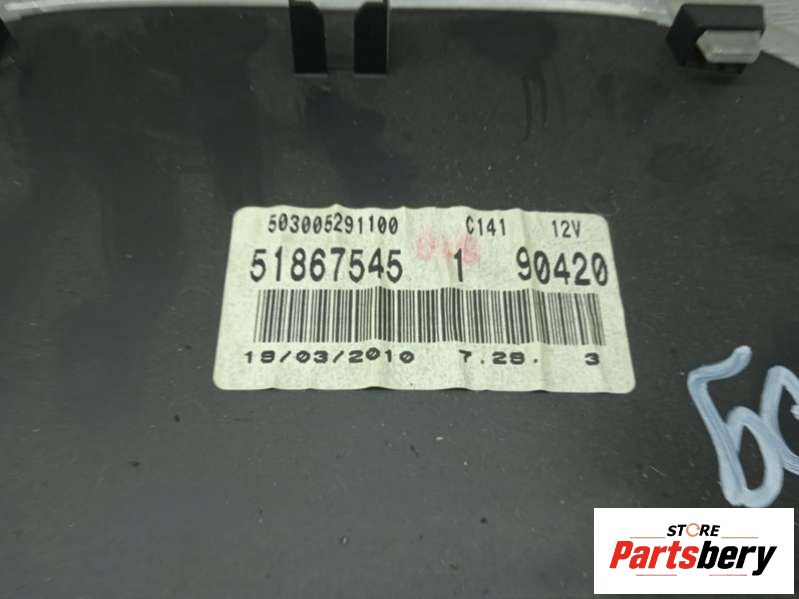 503005291100 C141 12V
51867545 1 90420
19/03/2010 7.28. 3
STORE
Partsbery